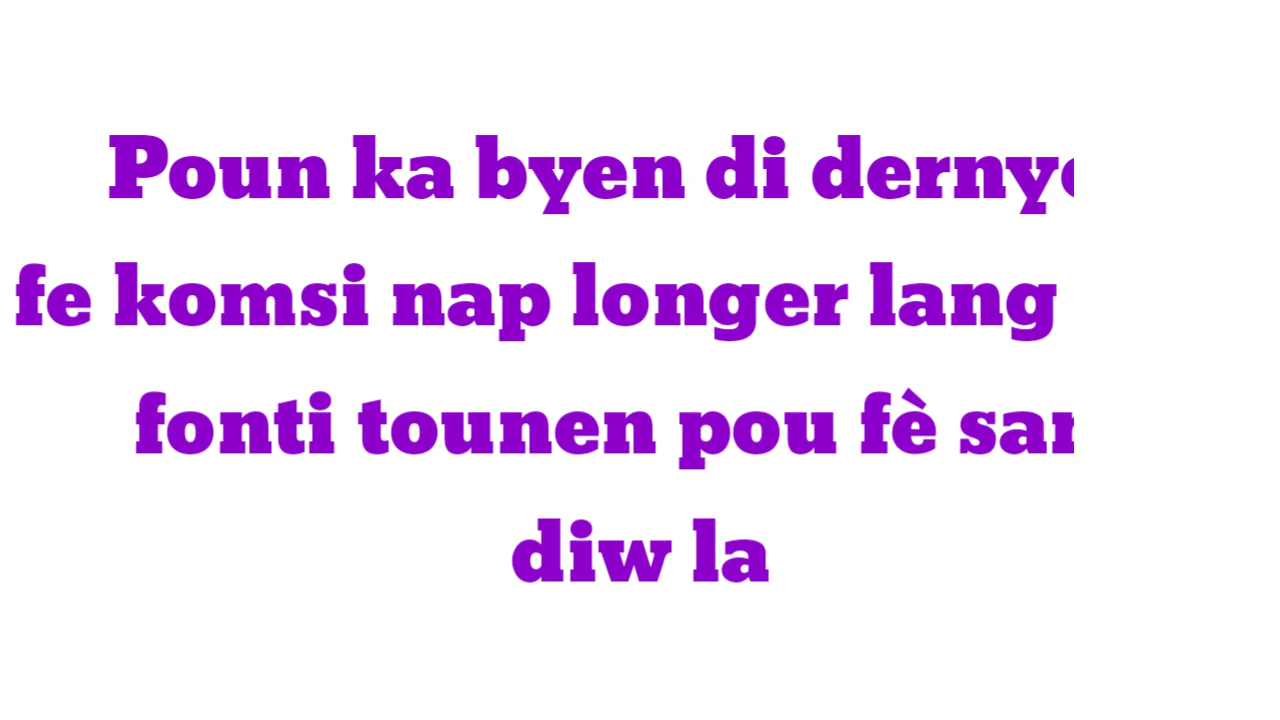 Poun ka byen di
fe komsi nap longer lang
fonti tounen pou fè
diw la